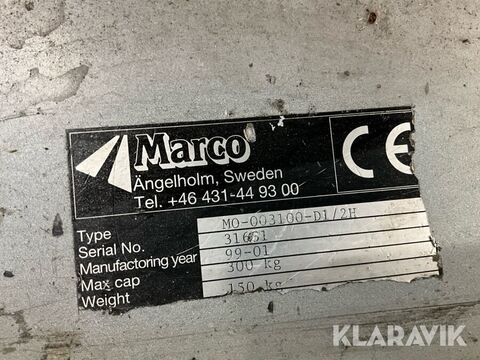 Marco
Ängelholm, Sweden
Tel. +46 431-44 93 00
CE
Type MO-003100-D1/2H
Serial No. 31651
Manufactoring year 99-01
Max cap 300 kg
Weight 150 kg
KLARAVIK